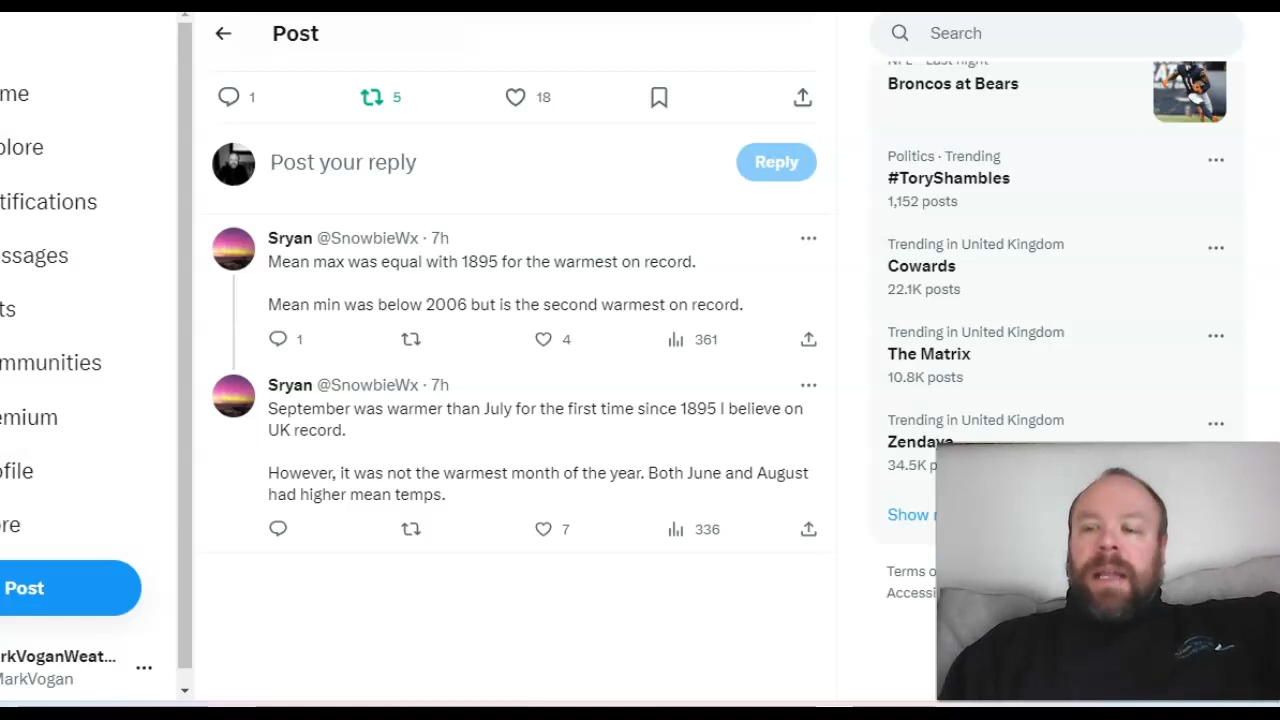 Post
Search
me
plore
tifications
ssages
ts
mmunities
emium
ofile
ore
Post
rkVoganWeat...
MarkVogan
1
5
18
Post your reply
Reply
Sryan @SnowbieWx · 7h
Mean max was equal with 1895 for the warmest on record.
Mean min was below 2006 but is the second warmest on record.
1
4
361
Sryan @SnowbieWx · 7h
September was warmer than July for the first time since 1895 I believe on
UK record.
However, it was not the warmest month of the year. Both June and August
had higher mean temps.
7
336
NFL · Last night
Broncos at Bears
Politics · Trending
#ToryShambles
1,152 posts
Trending in United Kingdom
Cowards
22.1K posts
Trending in United Kingdom
The Matrix
10.8K posts
Trending in United Kingdom
Zendaya
34.5K p
Show
Terms o
Accessi